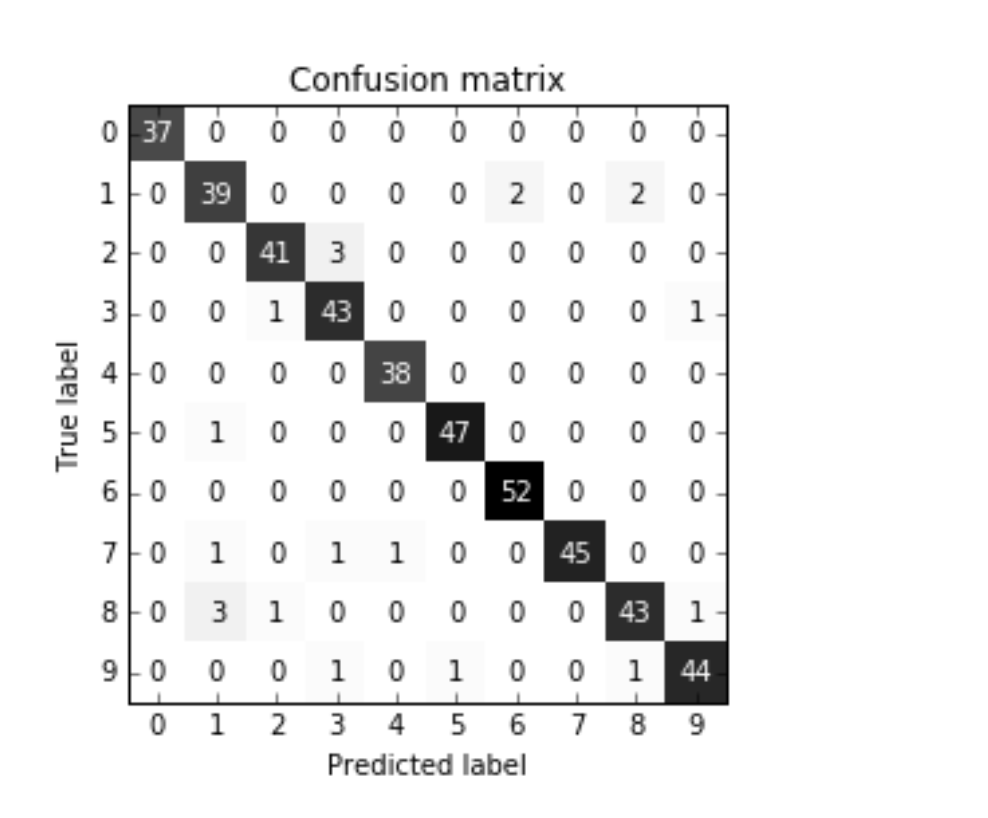 Confusion matrix
0 37 0 0 0 0 0 0 0 0 0
1 0 39 0 0 0 0 2 0 2 0
2 0 0 41 3 0 0 0 0 0 0
3 0 0 1 43 0 0 0 0 0 1
4 0 0 0 0 38 0 0 0 0 0
5 0 1 0 0 0 47 0 0 0 0
6 0 0 0 0 0 0 52 0 0 0
7 0 1 0 1 1 0 0 45 0 0
8 0 3 1 0 0 0 0 0 43 1
9 0 0 0 1 0 1 0 0 1 44
True label
0 1 2 3 4 5 6 7 8 9
Predicted label